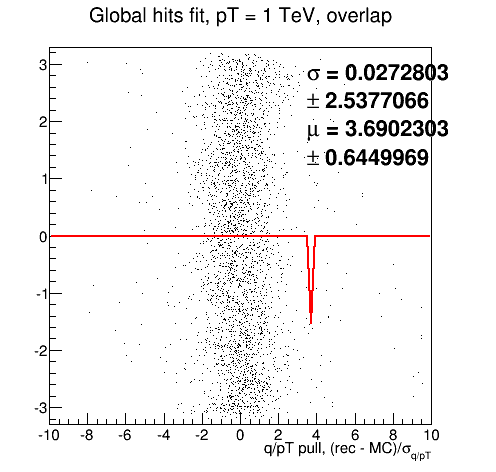 Global hits fit, pT = 1 TeV, overlap
σ = 0.0272803
± 2.5377066
μ = 3.6902303
± 0.6449969
3
2
1
0
-1
-2
-3
-10 -8 -6 -4 -2 0 2 4 6 8 10
q/pT pull, (rec - MC)/σq/pT